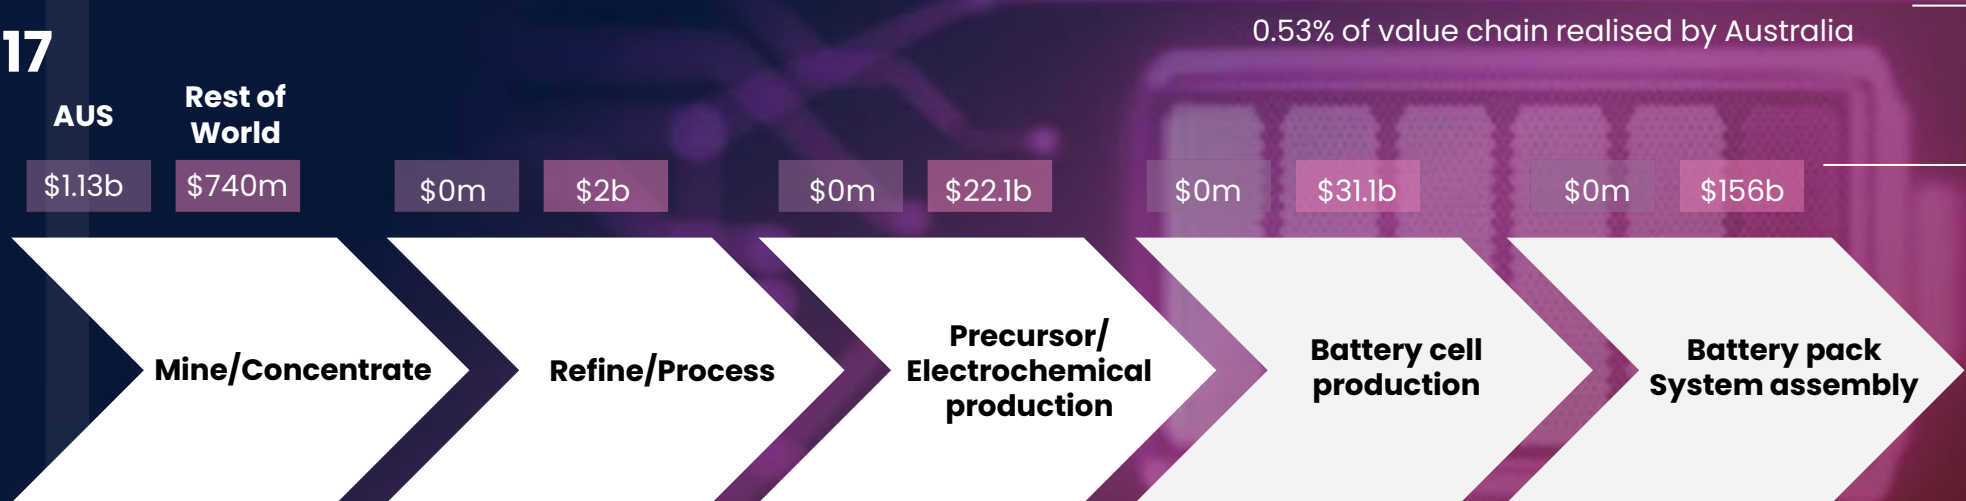 0.53% of value chain realised by Australia
17
AUS
Rest of
World
$1.13b
$740m
$0m
$2b
$0m
$22.1b
$0m
$31.1b
$0m
$156b
Mine/Concentrate
Refine/Process
Precursor/
Electrochemical
production
Battery cell
production
Battery pack
System assembly